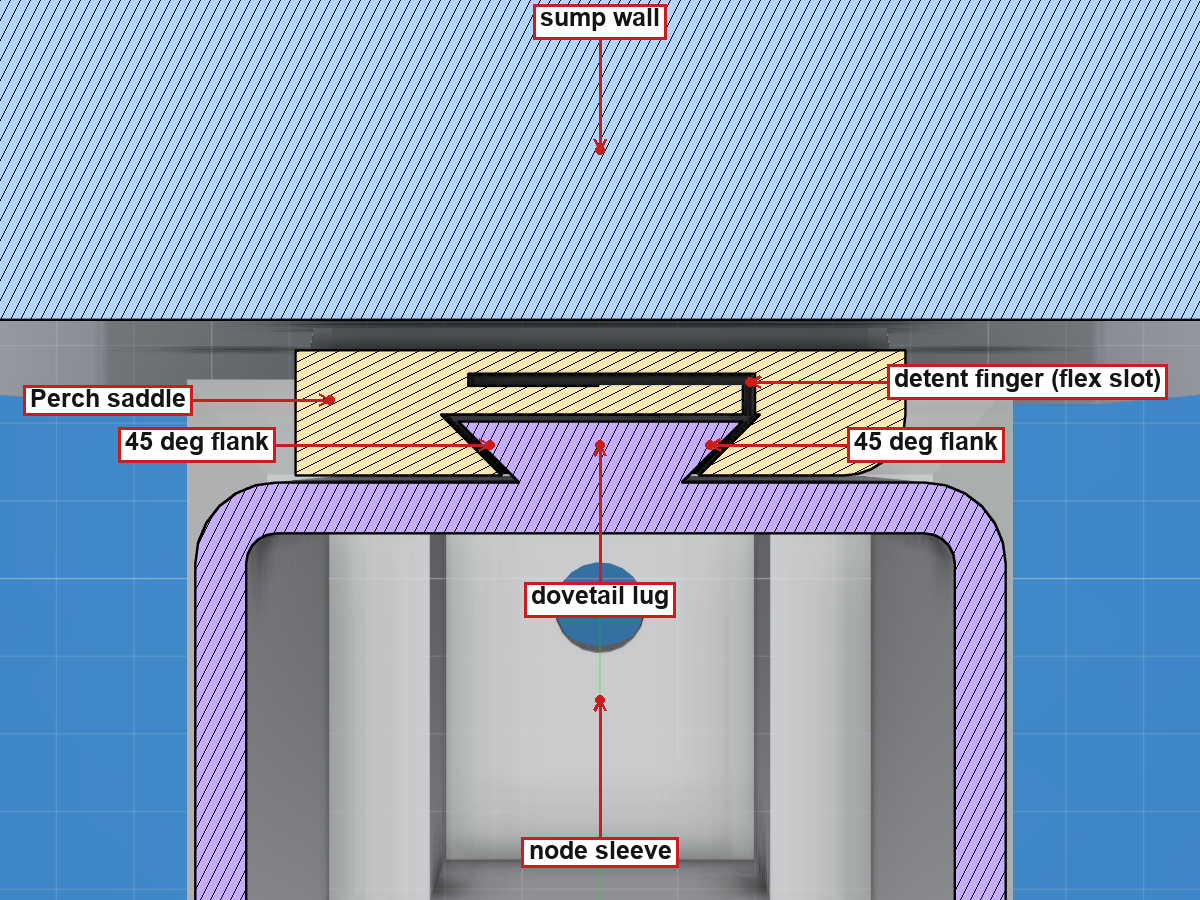 sump wall
detent finger (flex slot)
Perch saddle
45 deg flank
45 deg flank
dovetail lug
node sleeve